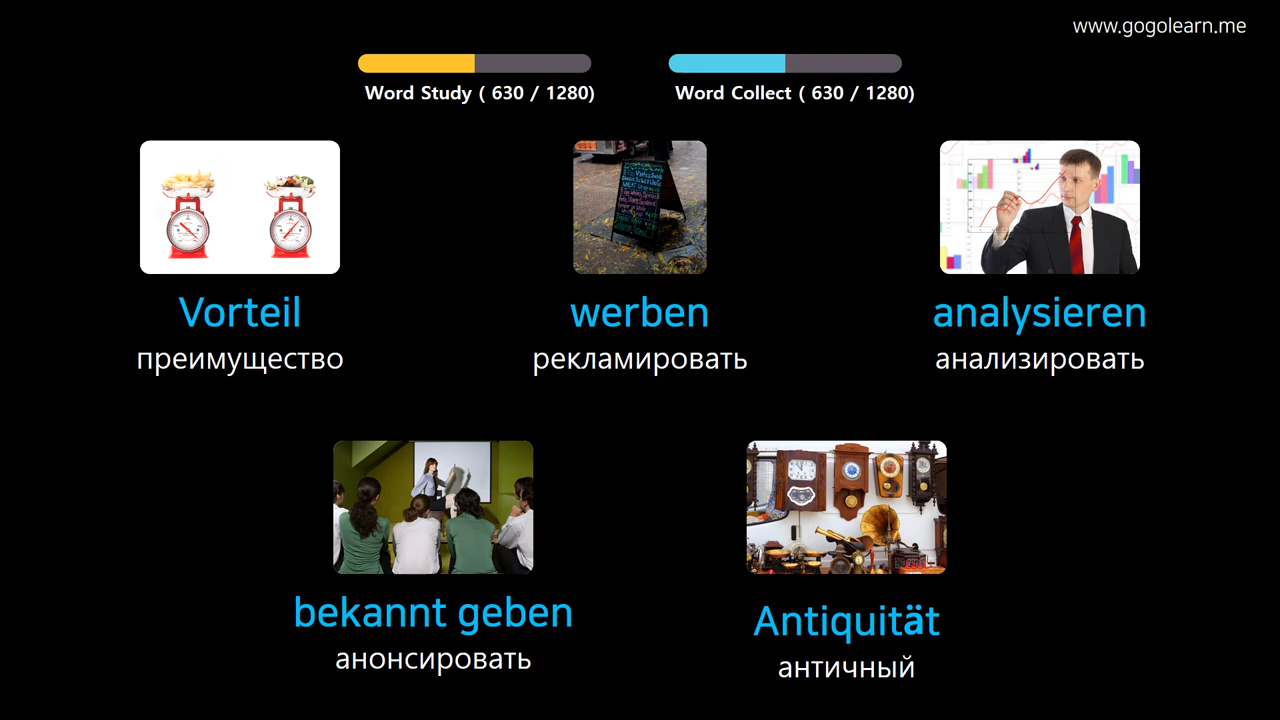 www.gogolearn.me
Word Study ( 630 / 1280)
Word Collect ( 630 / 1280)
Vorteil
преимущество
werben
рекламировать
analysieren
анализировать
bekannt geben
анонсировать
Antiquität
античный